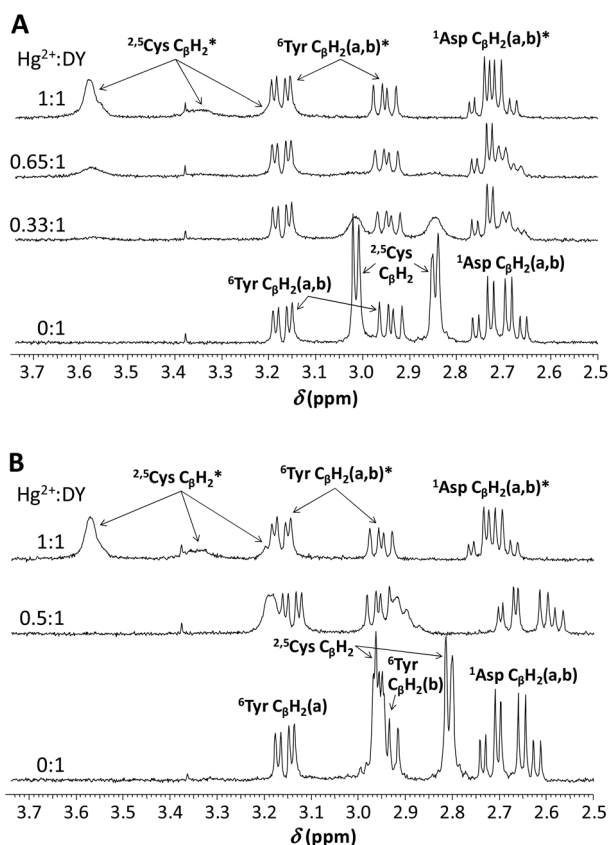 A
Hg²⁺:DY
²,⁵Cys CᵦH₂*
⁶Tyr CᵦH₂(a,b)*
¹Asp CᵦH₂(a,b)*
1:1
0.65:1
0.33:1
²,⁵Cys
CᵦH₂
⁶Tyr CᵦH₂(a,b)
¹Asp CᵦH₂(a,b)
0:1
3.7 3.6 3.5 3.4 3.3 3.2 3.1 3.0 2.9 2.8 2.7 2.6 2.5
δ (ppm)
B
Hg²⁺:DY
²,⁵Cys CᵦH₂*
⁶Tyr CᵦH₂(a,b)*
¹Asp CᵦH₂(a,b)*
1:1
0.5:1
²,⁵Cys CᵦH₂
⁶Tyr
CᵦH₂(b)
⁶Tyr CᵦH₂(a)
¹Asp CᵦH₂(a,b)
0:1
3.7 3.6 3.5 3.4 3.3 3.2 3.1 3.0 2.9 2.8 2.7 2.6 2.5
δ (ppm)